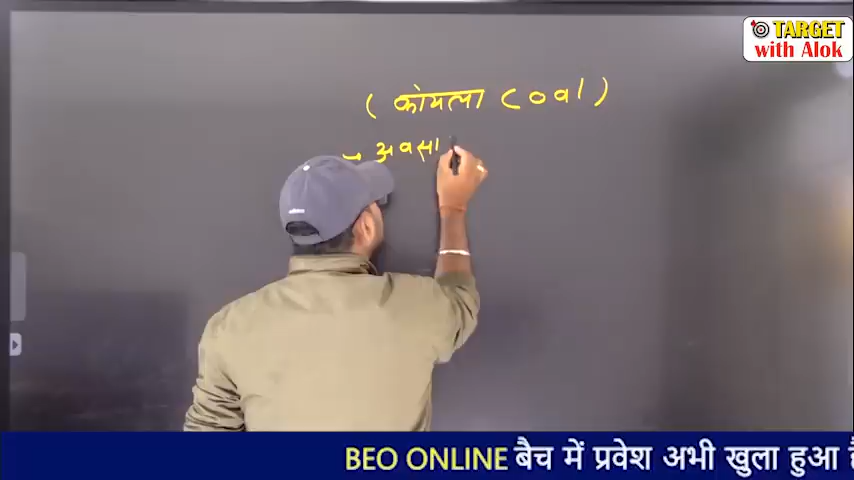 TARGET
with Alok
( कोयला Coal )
→ अवसा
BEO ONLINE बैच में प्रवेश अभी खुला हुआ है